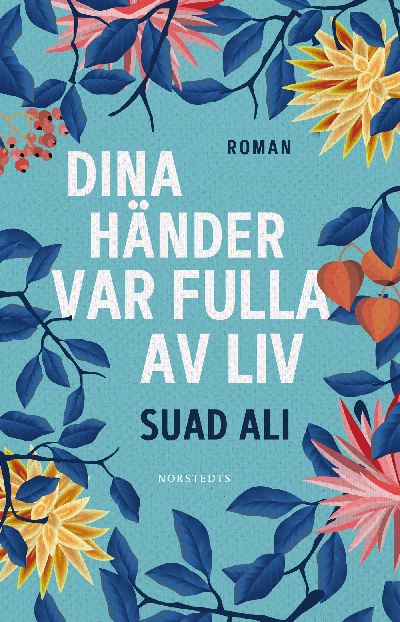 ROMAN
DINA
HÄNDER
VAR FULLA
AV LIV
SUAD ALI
NORSTEDTS